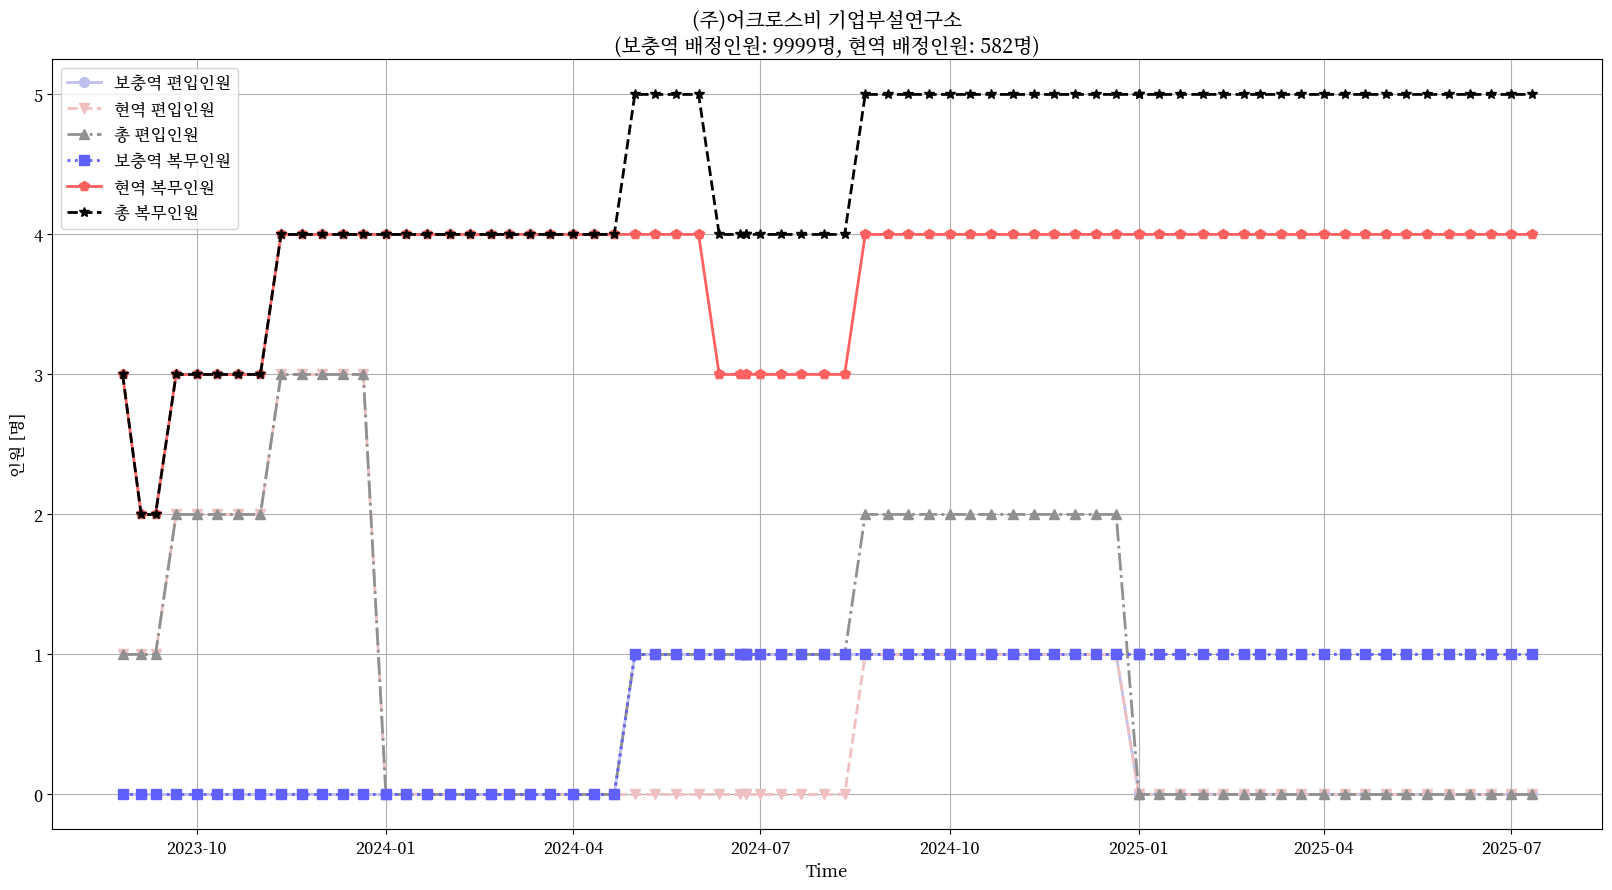 (주)어크로스비 기업부설연구소
(보충역 배정인원: 9999명, 현역 배정인원: 582명)
보충역 편입인원
현역 편입인원
총 편입인원
보충역 복무인원
현역 복무인원
총 복무인원
5
4
3
2
1
0
인원 [명]
2023-10
2024-01
2024-04
2024-07
2024-10
2025-01
2025-04
2025-07
Time